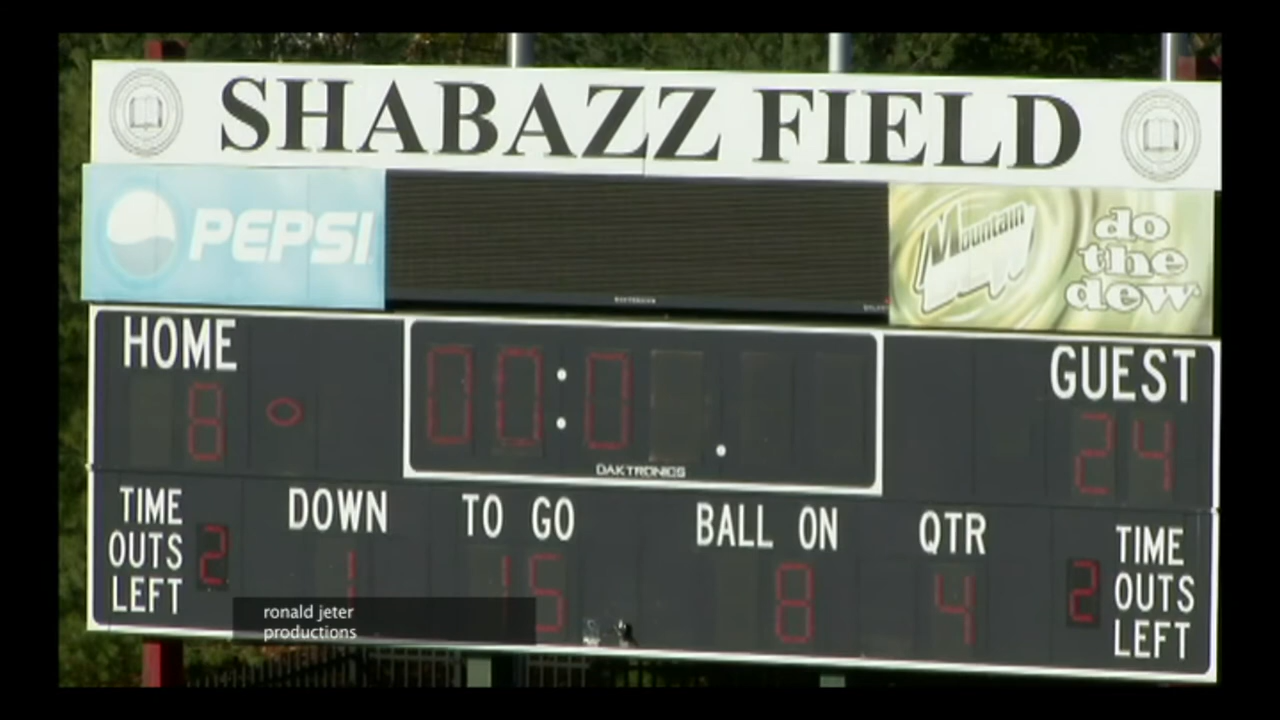 SHABAZZ FIELD
PEPSI
Mountain Dew
do
the
dew
HOME
8
00:0 .
GUEST
24
DAKTRONICS
TIME
OUTS
LEFT
2
DOWN
1
TO GO
15
BALL ON
8
QTR
4
2
TIME
OUTS
LEFT
ronald jeter
productions